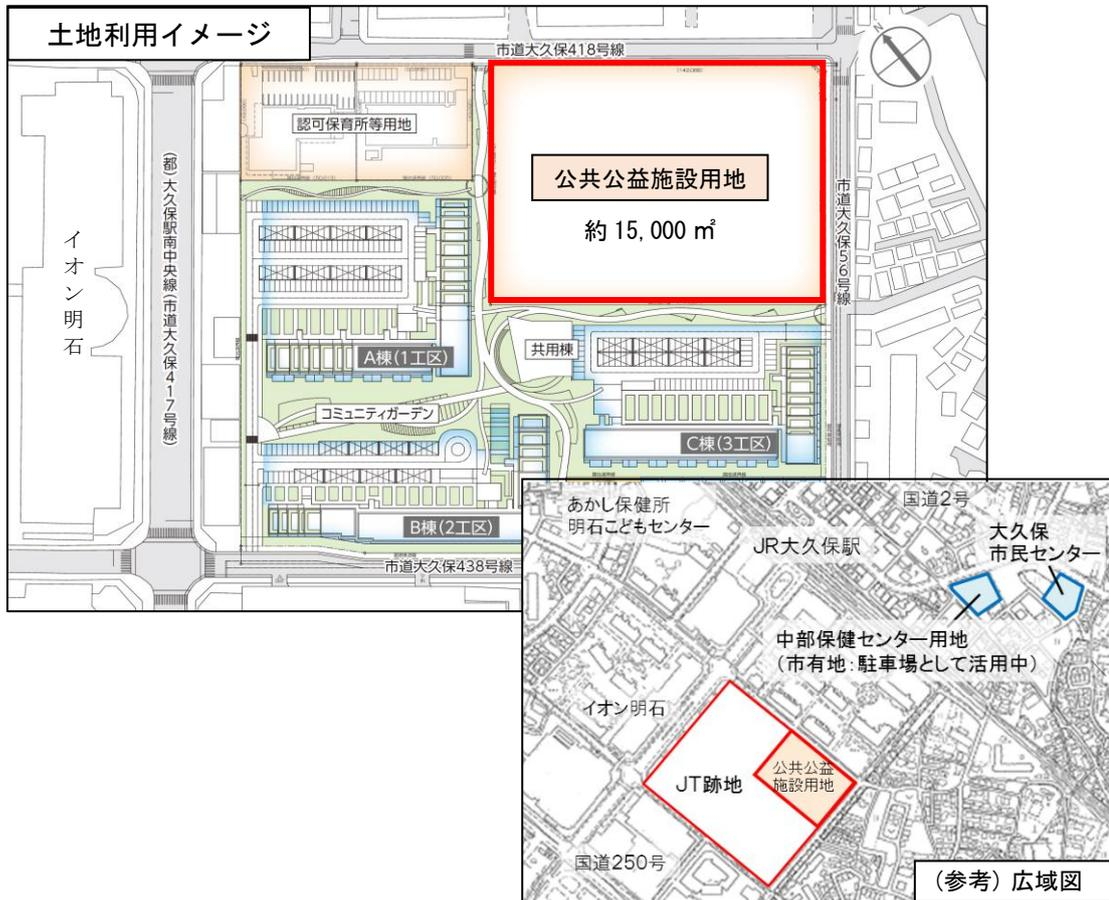 土地利用イメージ
市道大久保418号線
N
(142.088)
認可保育所等用地
公共公益施設用地
約 15,000 ㎡
イオン明石
(都)大久保駅南中央線(市道大久保417号線)
市道大久保56号線
A棟(1工区)
共用棟
コミュニティガーデン
C棟(3工区)
B棟(2工区)
市道大久保438号線
あかし保健所
明石こどもセンター
国道2号
JR大久保駅
大久保
市民センター
中部保健センター用地
(市有地:駐車場として活用中)
イオン明石
JT跡地
公共公益
施設用地
国道250号
(参考) 広域図